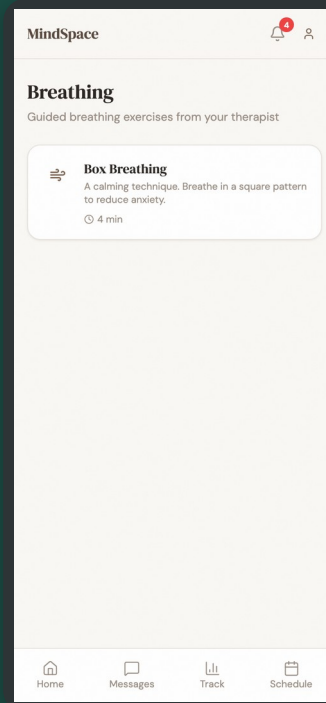 MindSpace
4
Breathing
Guided breathing exercises from your therapist
Box Breathing
A calming technique. Breathe in a square pattern
to reduce anxiety.
4 min
Home
Messages
Track
Schedule